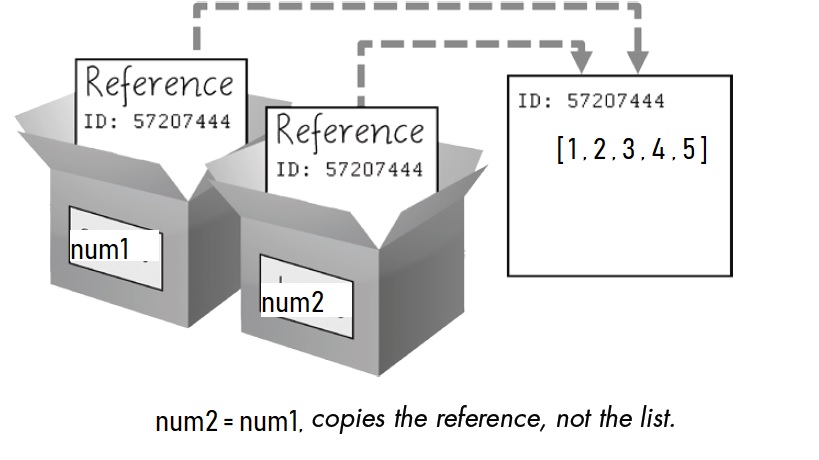 Reference
ID: 57207444
num1
Reference
ID: 57207444
num2
ID: 57207444
[1,2,3,4,5]
num2 = num1, copies the reference, not the list.